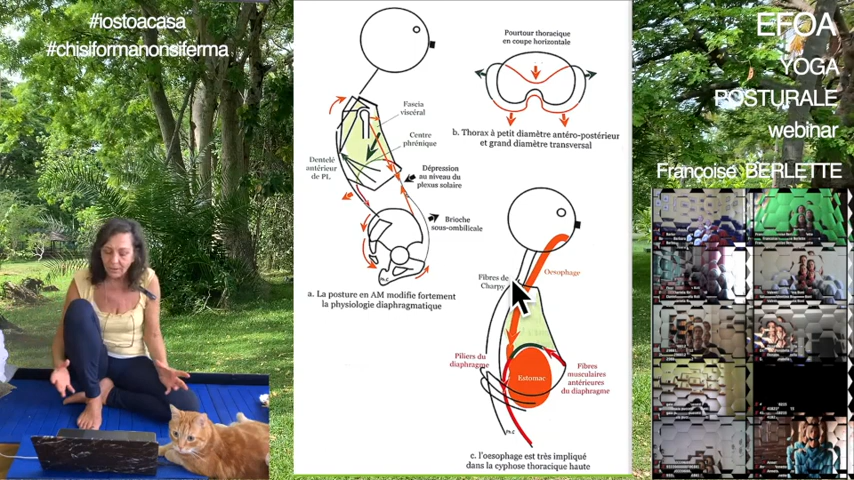 #iostoacasa
#chisiformanonsiferma
EFOA
YOGA
POSTURALE
webinar
Françoise BERLETTE
Fascia
viscéral
Centre
phrénique
Dentelé
antérieur
de PL
Dépression
au niveau du
plexus solaire
Brioche
sous-ombilicale
a. La posture en AM modifie fortement
la physiologie diaphragmatique
Pourtour thoracique
en coupe horizontale
b. Thorax à petit diamètre antéro-postérieur
et grand diamètre transversal
Fibres de
Charpy
Oesophage
Piliers du
diaphragme
Estomac
Fibres
musculaires
antérieures
du diaphragme
c. l'oesophage est très impliqué
dans la cyphose thoracique haute